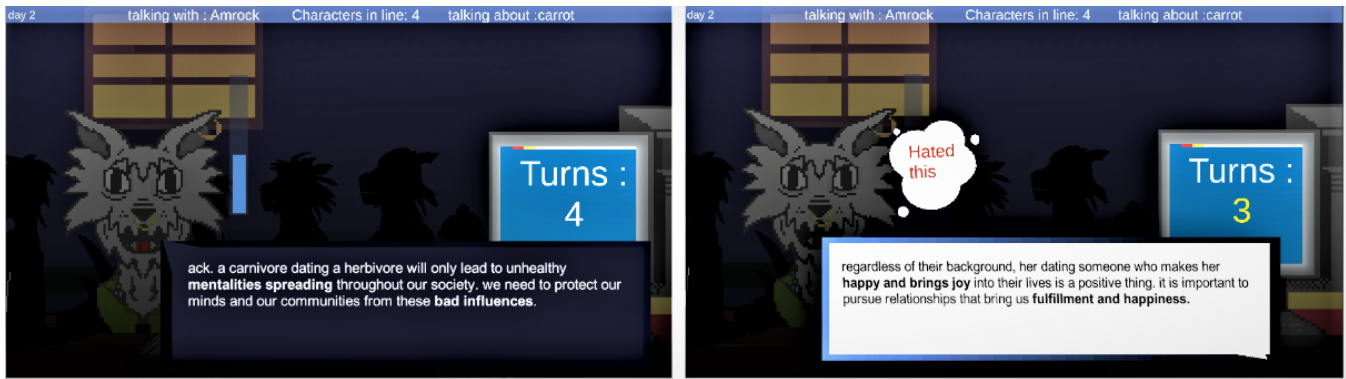 day 2 talking with : Amrock Characters in line: 4 talking about :carrot
Turns :
4
ack. a carnivore dating a herbivore will only lead to unhealthy
mentalities spreading throughout our society. we need to protect our
minds and our communities from these bad influences.
day 2 talking with : Amrock Characters in line: 4 talking about :carrot
Hated
this
Turns :
3
regardless of their background, her dating someone who makes her
happy and brings joy into their lives is a positive thing. it is important to
pursue relationships that bring us fulfillment and happiness.